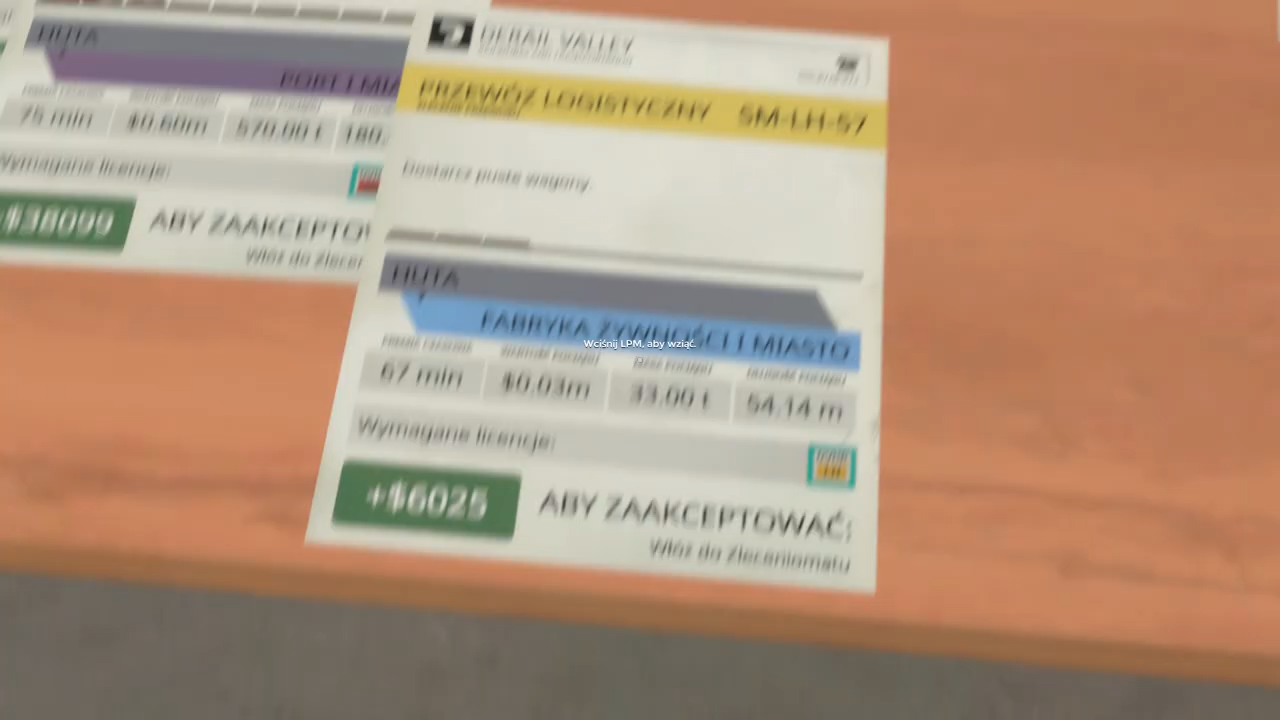 HUTA
PORT I MIA
75 min
$0.60m
570.00 t
180.
Wymagane licencje:
$38099
ABY ZAAKCEPTOW
Włóż do Zlecen
DERAIL VALLEY
PRZEWÓZ LOGISTYCZNY SM-LH-57
Dostarcz puste wagony.
HUTA
FABRYKA ŻYWNOŚCI I MIASTO
Wciśnij LPM, aby wziąć.
67 min
$0.03m
33.00 t
54.14 m
Wymagane licencje:
+$6025
ABY ZAAKCEPTOWAĆ:
Włóż do Zleceniomatu